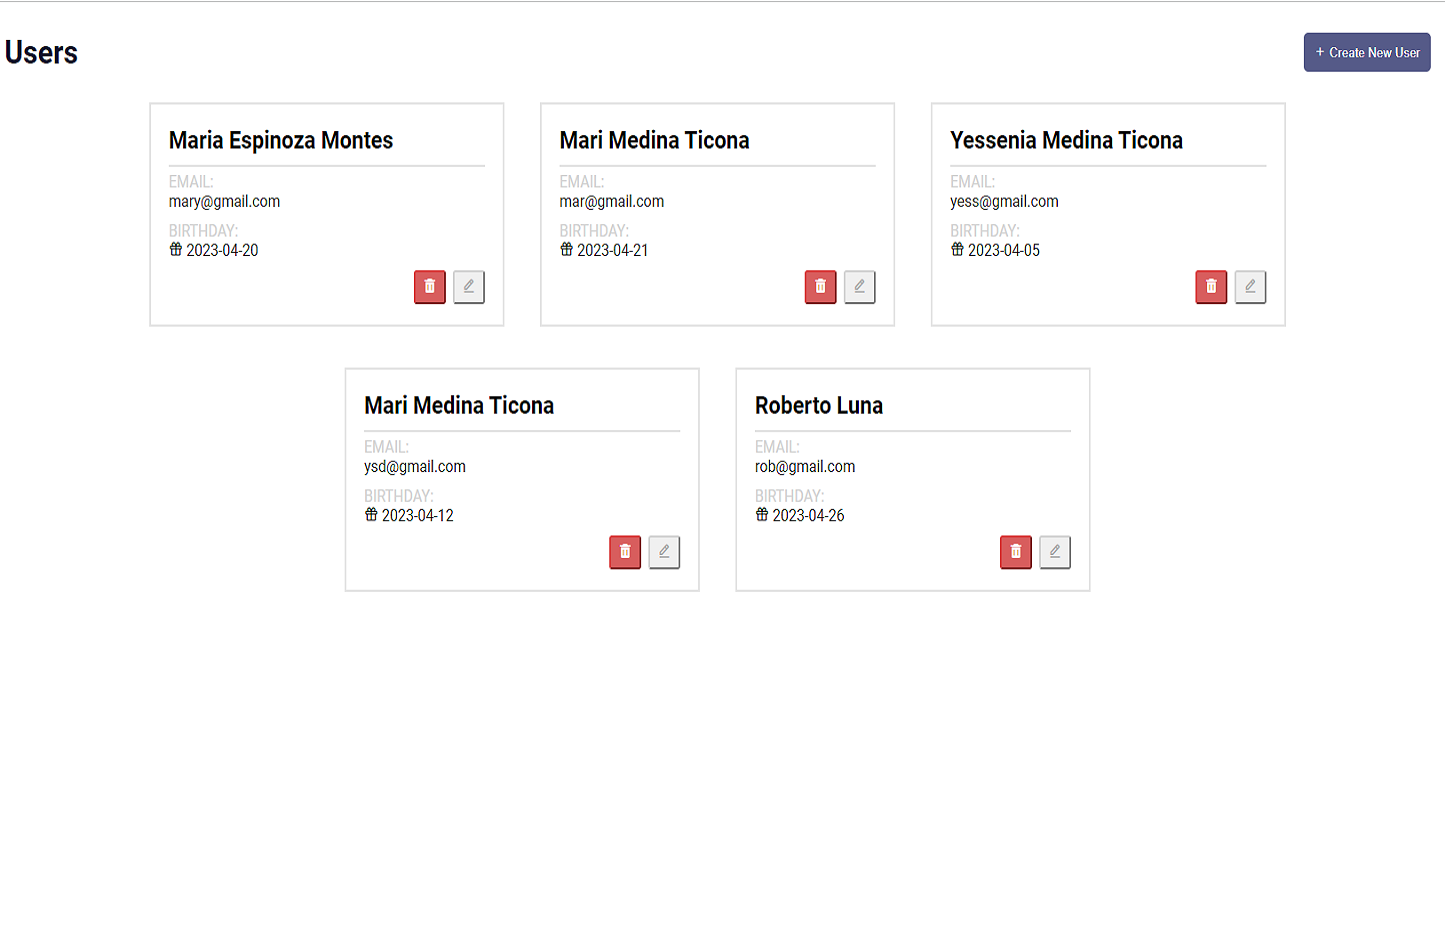 Users
+ Create New User
Maria Espinoza Montes
EMAIL:
mary@gmail.com
BIRTHDAY:
2023-04-20
Mari Medina Ticona
EMAIL:
mar@gmail.com
BIRTHDAY:
2023-04-21
Yessenia Medina Ticona
EMAIL:
yess@gmail.com
BIRTHDAY:
2023-04-05
Mari Medina Ticona
EMAIL:
ysd@gmail.com
BIRTHDAY:
2023-04-12
Roberto Luna
EMAIL:
rob@gmail.com
BIRTHDAY:
2023-04-26